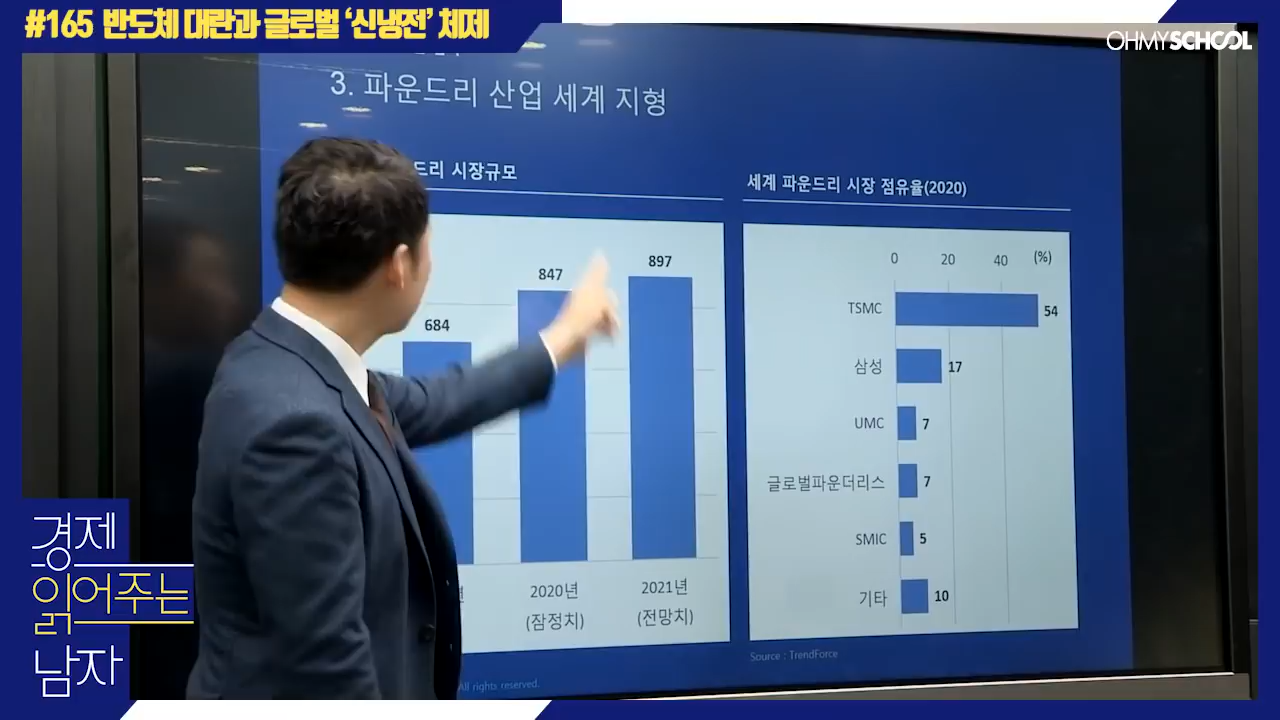 #165 반도체 대란과 글로벌 ‘신냉전’ 체제
OHMYSCHOOL
3. 파운드리 산업 세계 지형
드리 시장규모
684
847
897
2020년
(잠정치)
2021년
(전망치)
세계 파운드리 시장 점유율(2020)
0 20 40 (%)
TSMC 54
삼성 17
UMC 7
글로벌파운더리스 7
SMIC 5
기타 10
Source : TrendForce
All rights reserved.
경제
읽어주는
남자